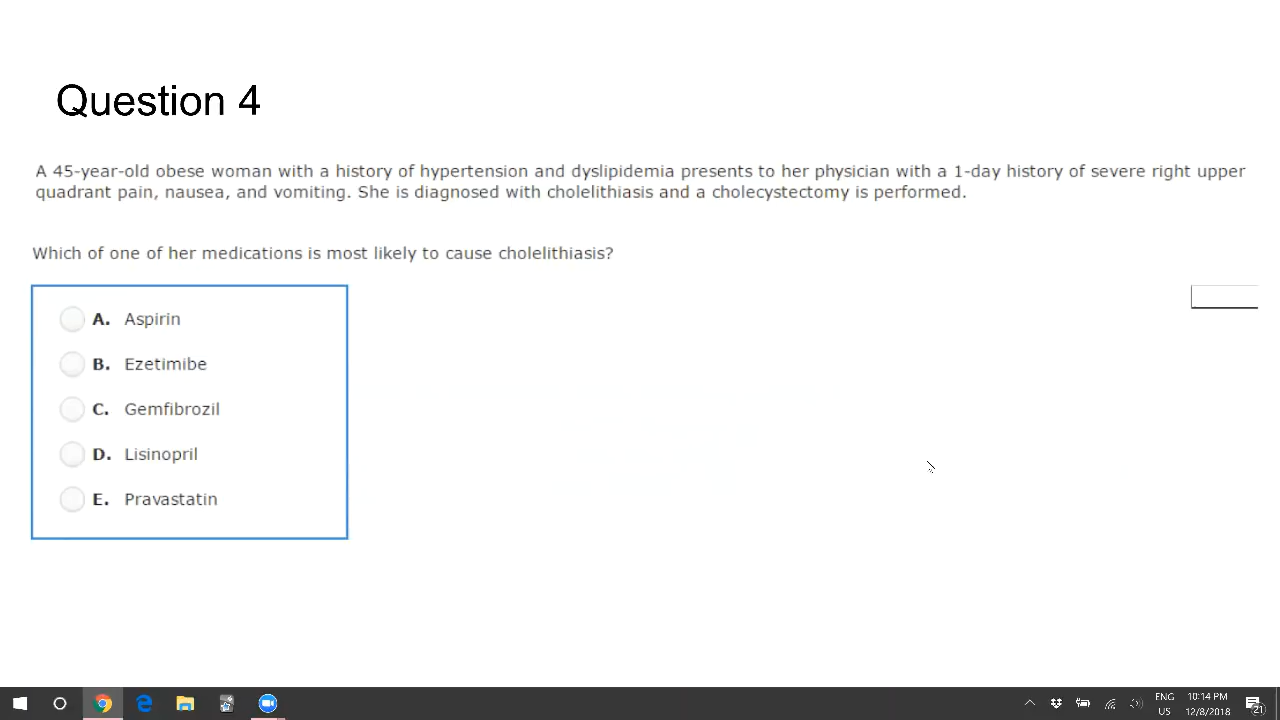 Question 4
A 45-year-old obese woman with a history of hypertension and dyslipidemia presents to her physician with a 1-day history of severe right upper
quadrant pain, nausea, and vomiting. She is diagnosed with cholelithiasis and a cholecystectomy is performed.
Which of one of her medications is most likely to cause cholelithiasis?
A. Aspirin
B. Ezetimibe
C. Gemfibrozil
D. Lisinopril
E. Pravastatin
ENG 10:14 PM
US 12/8/2018 21